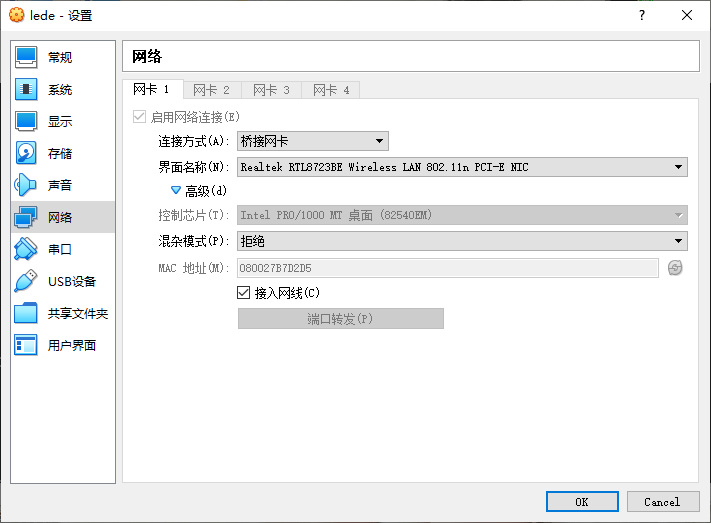 lede - 设置
常规
系统
显示
存储
声音
网络
串口
USB设备
共享文件夹
用户界面
网络
网卡 1 网卡 2 网卡 3 网卡 4
启用网络连接(E)
连接方式(A): 桥接网卡
界面名称(N): Realtek RTL8723BE Wireless LAN 802.11n PCI-E NIC
高级(d)
控制芯片(T): Intel PRO/1000 MT 桌面 (82540EM)
混杂模式(P): 拒绝
MAC 地址(M): 080027B7D2D5
接入网线(C)
端口转发(P)
OK Cancel